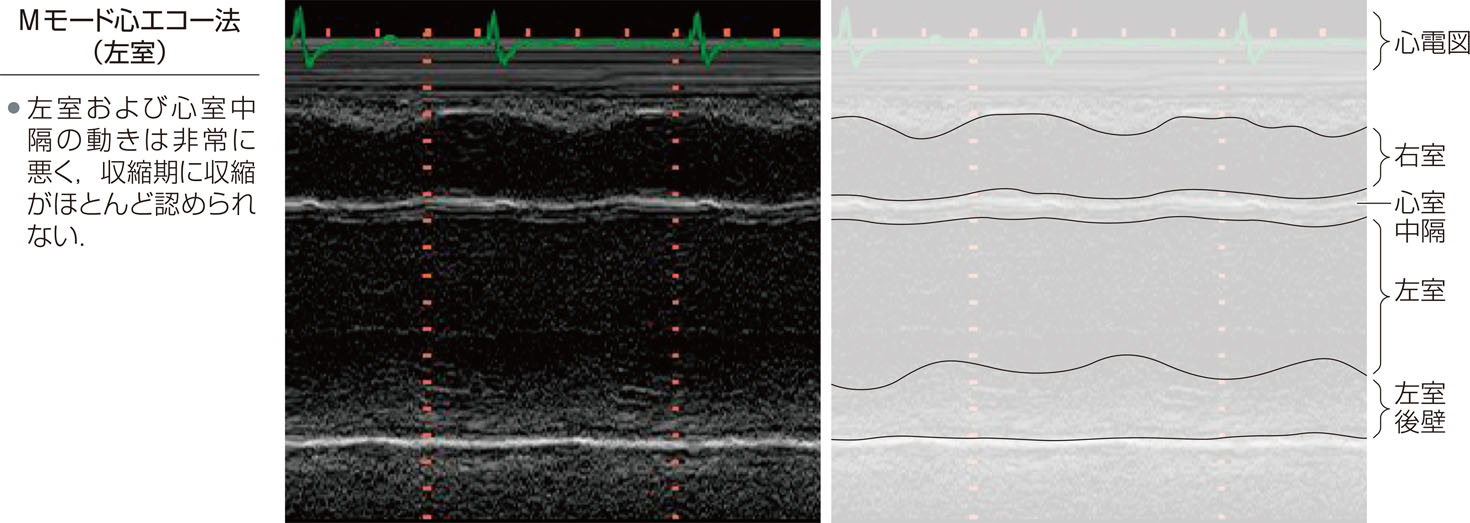 Mモード心エコー法
（左室）
●左室および心室中
隔の動きは非常に
悪く，収縮期に収縮
がほとんど認められ
ない．
心電図
右室
心室
中隔
左室
左室
後壁